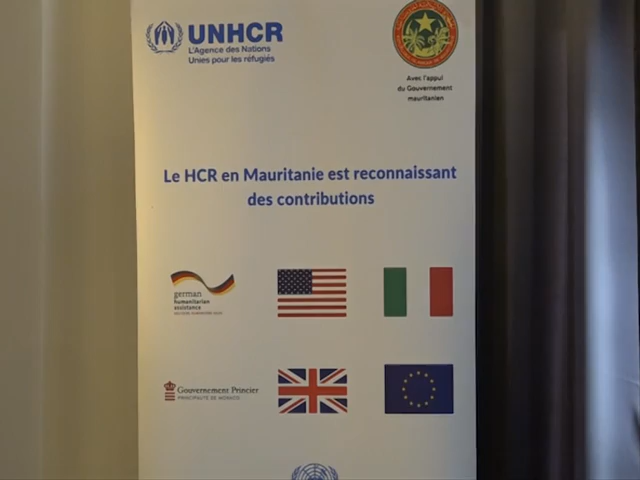 UNHCR
L'Agence des Nations
Unies pour les réfugiés
Avec l'appui
du Gouvernement
mauritanien
Le HCR en Mauritanie est reconnaissant
des contributions
german
humanitarian
assistance
Gouvernement Princier
PRINCIPAUTÉ DE MONACO